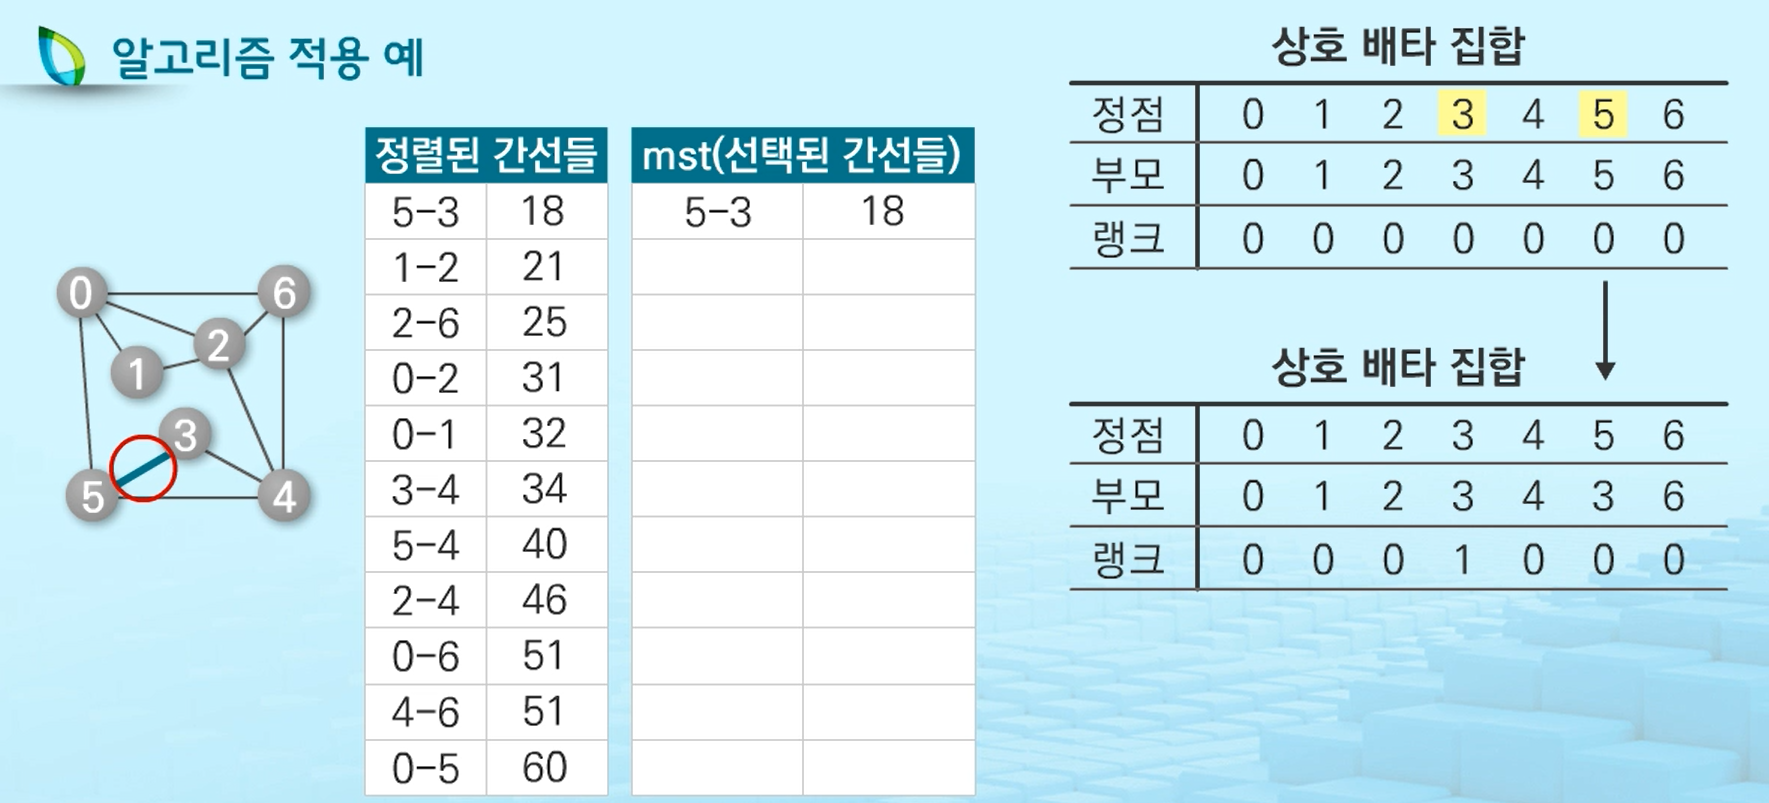 알고리즘 적용 예
정렬된 간선들
5-3 18
1-2 21
2-6 25
0-2 31
0-1 32
3-4 34
5-4 40
2-4 46
0-6 51
4-6 51
0-5 60
mst(선택된 간선들)
5-3 18
0
6
2
1
3
5
4
상호 배타 집합
정점 0 1 2 3 4 5 6
부모 0 1 2 3 4 5 6
랭크 0 0 0 0 0 0 0
상호 배타 집합
정점 0 1 2 3 4 5 6
부모 0 1 2 3 4 3 6
랭크 0 0 0 1 0 0 0